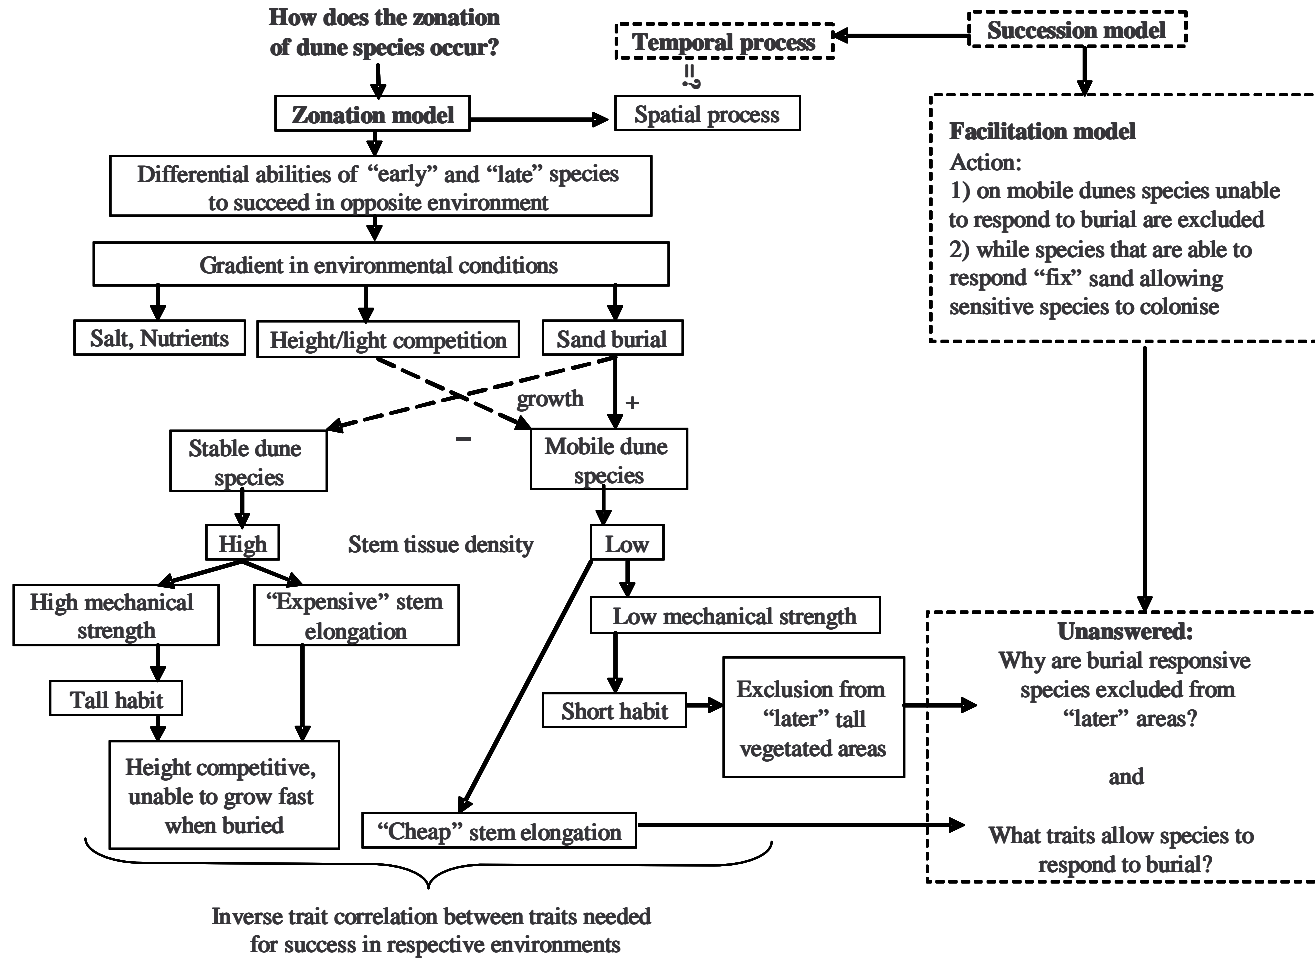 How does the zonation
of dune species occur?
Temporal process
Succession model
=?
Zonation model
Spatial process
Differential abilities of “early” and “late” species
to succeed in opposite environment
Gradient in environmental conditions
Salt, Nutrients
Height/light competition
Sand burial
Facilitation model
Action:
1) on mobile dunes species unable
to respond to burial are excluded
2) while species that are able to
respond “fix” sand allowing
sensitive species to colonise
growth
+
−
Stable dune
species
Mobile dune
species
High
Stem tissue density
Low
High mechanical
strength
“Expensive” stem
elongation
Low mechanical strength
Tall habit
Short habit
Exclusion from
“later” tall
vegetated areas
Height competitive,
unable to grow fast
when buried
“Cheap” stem elongation
Unanswered:
Why are burial responsive
species excluded from
“later” areas?
and
What traits allow species to
respond to burial?
Inverse trait correlation between traits needed
for success in respective environments